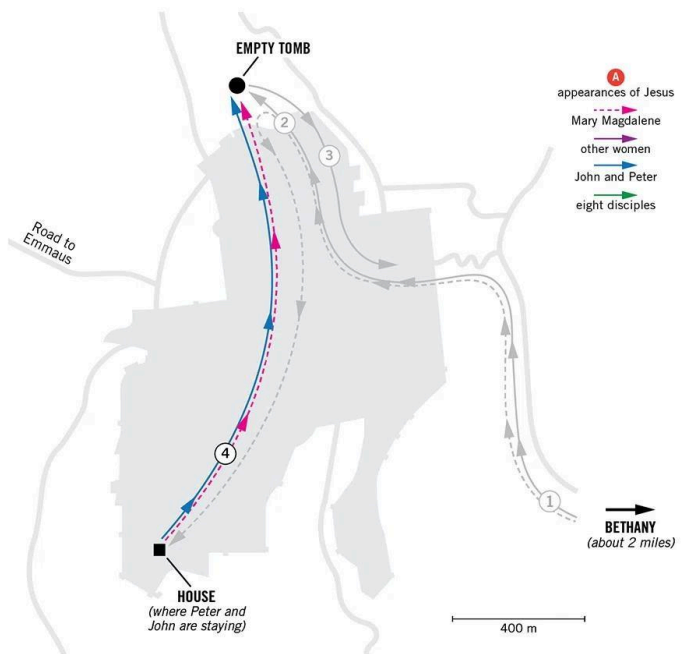 EMPTY TOMB
A
appearances of Jesus
Mary Magdalene
other women
John and Peter
eight disciples
2
3
Road to
Emmaus
4
1
BETHANY
(about 2 miles)
HOUSE
(where Peter and
John are staying)
400 m